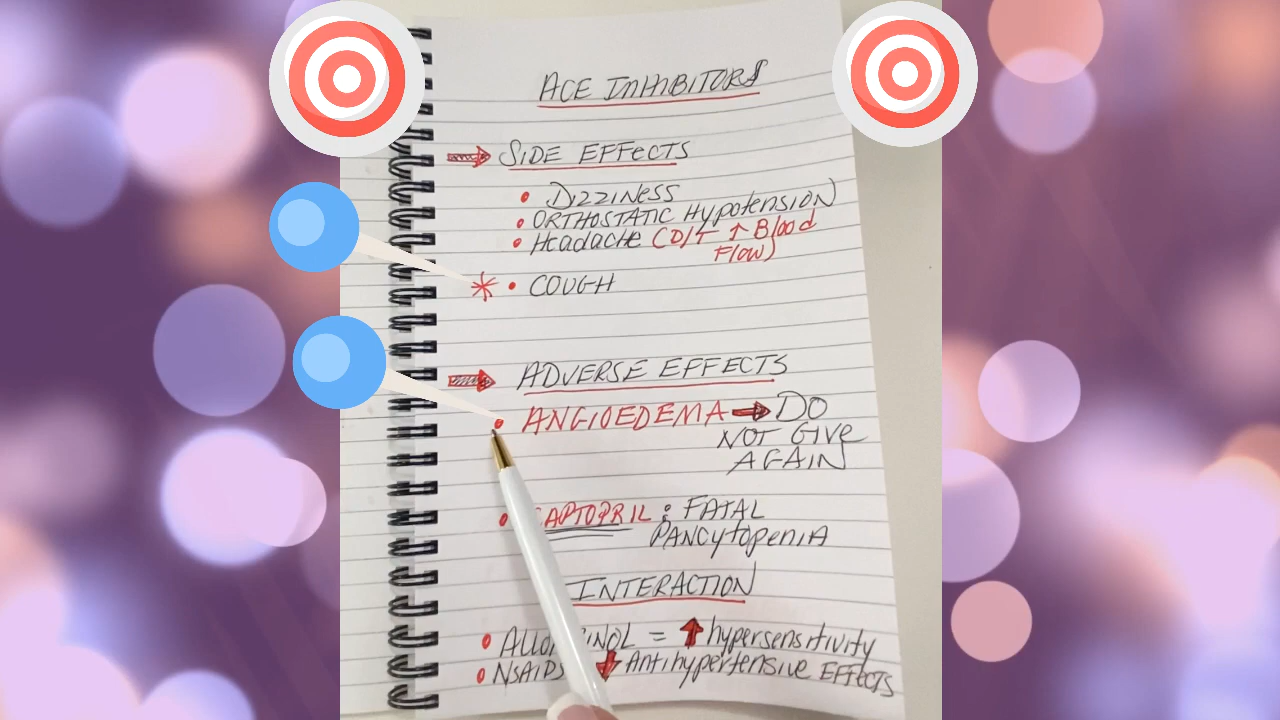 ACE INHIBITORS
SIDE EFFECTS
• DIZZINESS
• ORTHOSTATIC HYPOTENSION
• HEADACHE (D/T ↑ Blood
Flow)
* • COUGH
ADVERSE EFFECTS
• ANGIOEDEMA → DO
NOT GIVE
AGAIN
• CAPTOPRIL : FATAL
PANCYTOPENIA
INTERACTION
• = ↑ hypersensitivity
• NSAIDS ↓ Antihypertensive EFFECTS